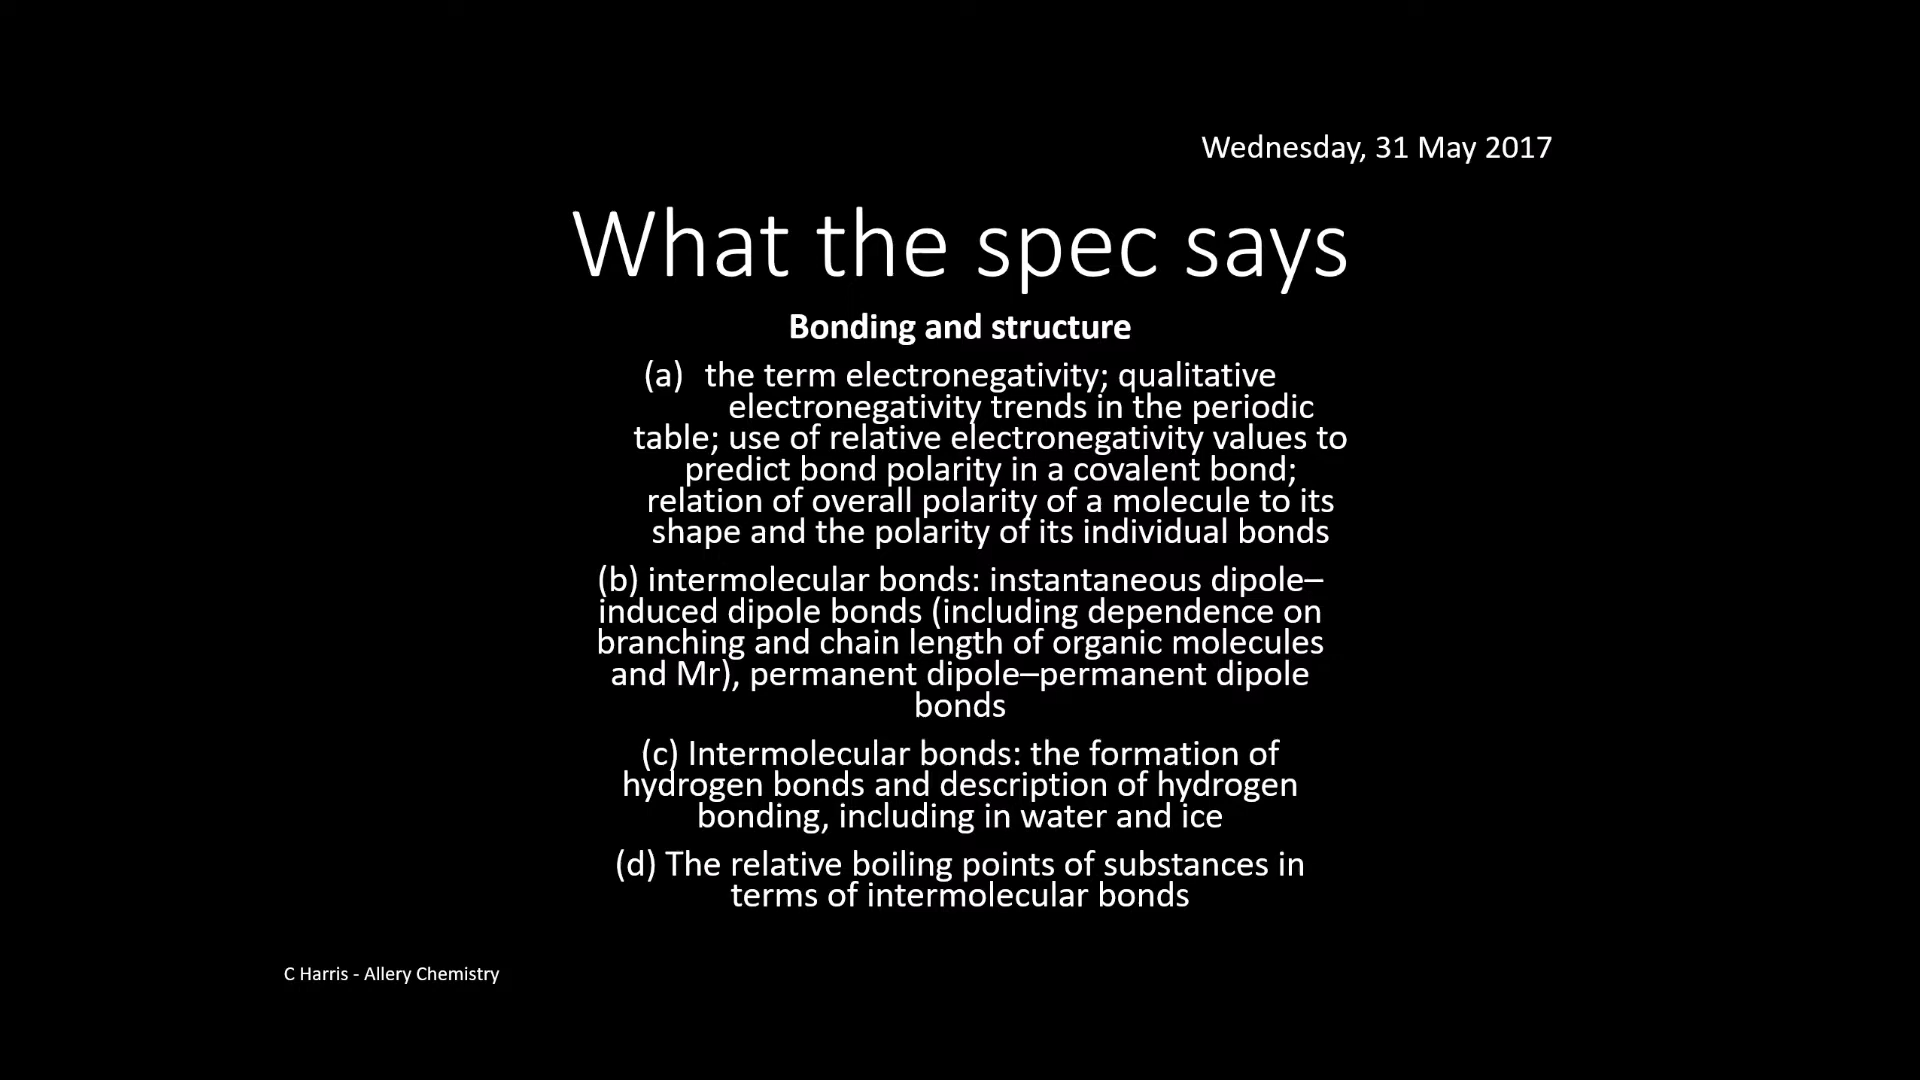 Wednesday, 31 May 2017
What the spec says
Bonding and structure
(a) the term electronegativity; qualitative
electronegativity trends in the periodic
table; use of relative electronegativity values to
predict bond polarity in a covalent bond;
relation of overall polarity of a molecule to its
shape and the polarity of its individual bonds
(b) intermolecular bonds: instantaneous dipole–
induced dipole bonds (including dependence on
branching and chain length of organic molecules
and Mr), permanent dipole–permanent dipole
bonds
(c) Intermolecular bonds: the formation of
hydrogen bonds and description of hydrogen
bonding, including in water and ice
(d) The relative boiling points of substances in
terms of intermolecular bonds
C Harris - Allery Chemistry